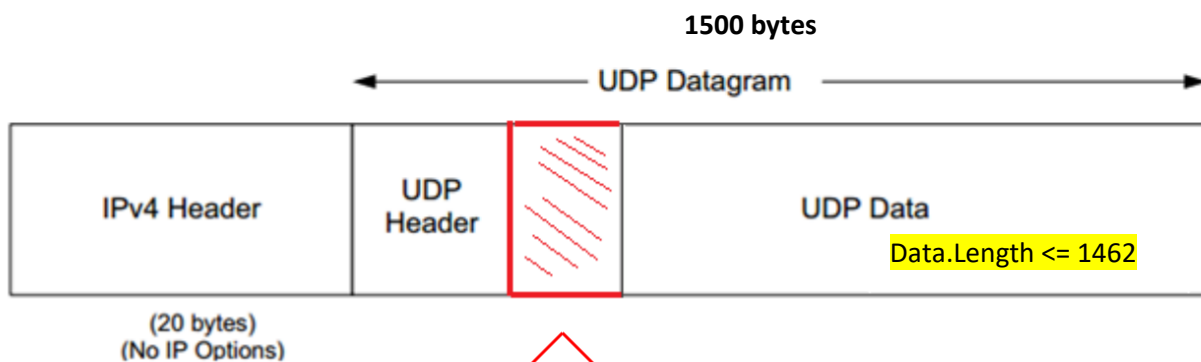 1500 bytes
UDP Datagram
IPv4 Header
UDP
Header
UDP Data
Data.Length <= 1462
(20 bytes)
(No IP Options)